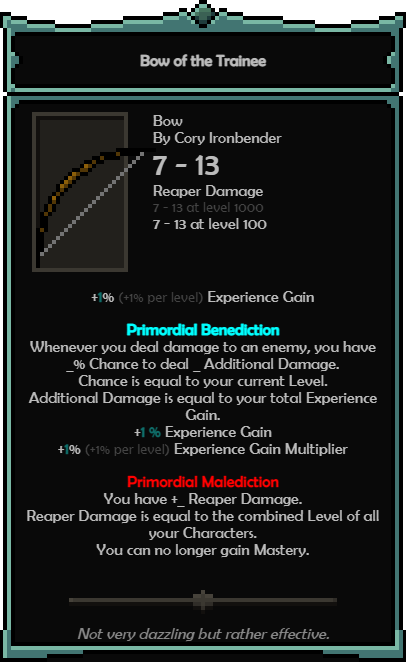 Bow of the Trainee
Bow
By Cory Ironbender
7 - 13
Reaper Damage
7 - 13 at level 1000
7 - 13 at level 100
+1% (+1% per level) Experience Gain
Primordial Benediction
Whenever you deal damage to an enemy, you have
_% Chance to deal _ Additional Damage.
Chance is equal to your current Level.
Additional Damage is equal to your total Experience
Gain.
+1 % Experience Gain
+1% (+1% per level) Experience Gain Multiplier
Primordial Malediction
You have +_ Reaper Damage.
Reaper Damage is equal to the combined Level of all
your Characters.
You can no longer gain Mastery.
Not very dazzling but rather effective.